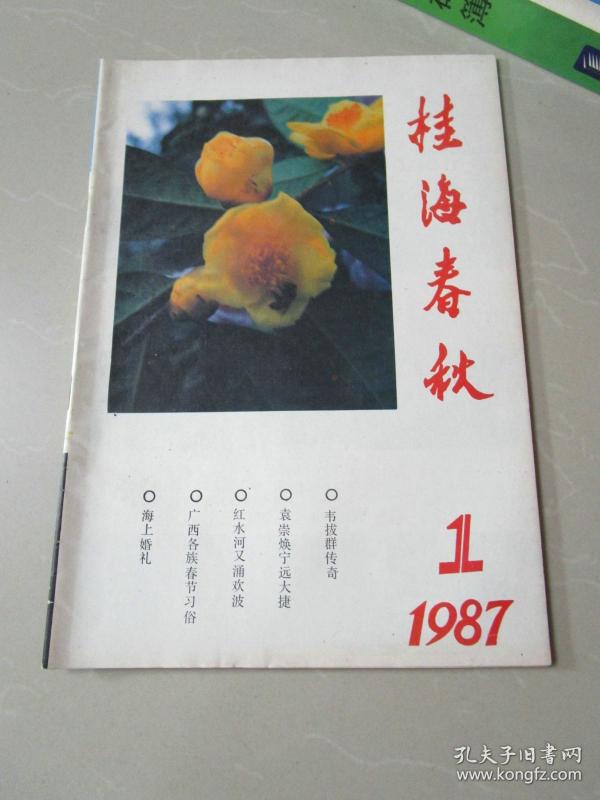 桂海春秋
○ 韦拔群传奇
○ 袁崇焕宁远大捷
○ 红水河又涌欢波
○ 广西各族春节习俗
○ 海上婚礼
1
1987
簿
孔夫子旧书网
www.kongfz.com